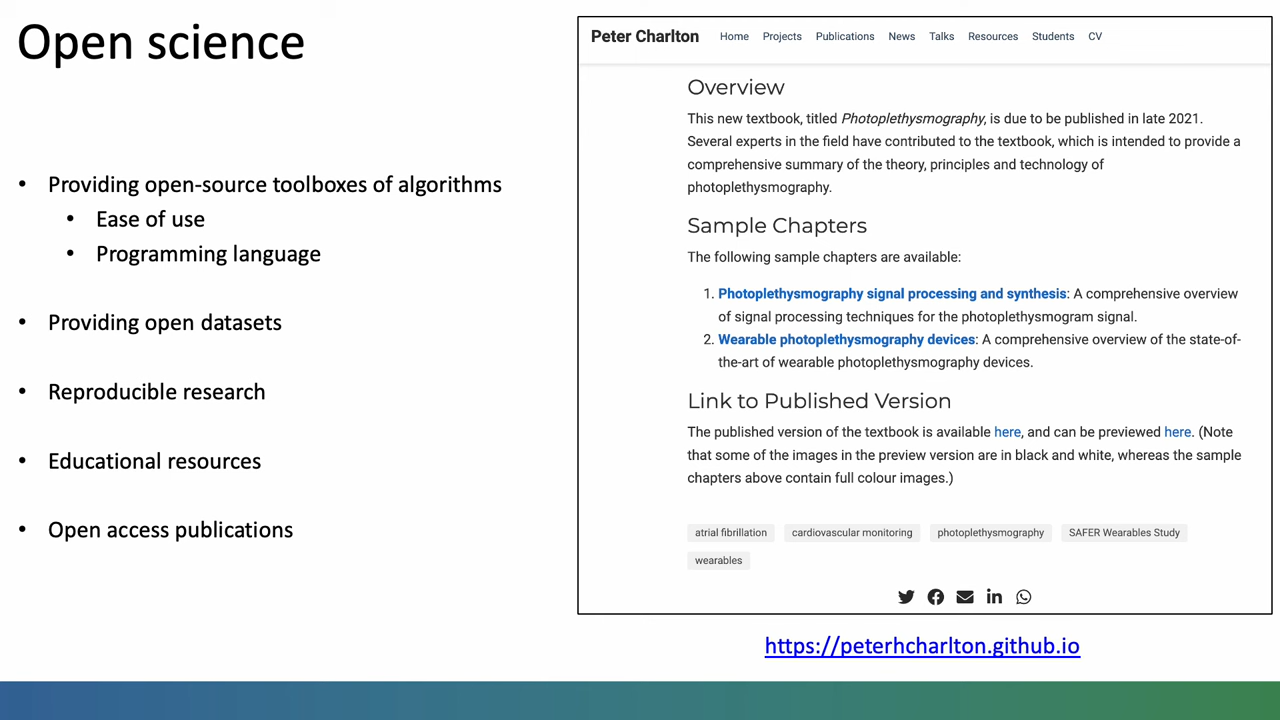 Open science
• Providing open-source toolboxes of algorithms
• Ease of use
• Programming language
• Providing open datasets
• Reproducible research
• Educational resources
• Open access publications
Peter Charlton Home Projects Publications News Talks Resources Students CV
Overview
This new textbook, titled Photoplethysmography, is due to be published in late 2021.
Several experts in the field have contributed to the textbook, which is intended to provide a
comprehensive summary of the theory, principles and technology of
photoplethysmography.
Sample Chapters
The following sample chapters are available:
1. Photoplethysmography signal processing and synthesis: A comprehensive overview
of signal processing techniques for the photoplethysmogram signal.
2. Wearable photoplethysmography devices: A comprehensive overview of the state-of-
the-art of wearable photoplethysmography devices.
Link to Published Version
The published version of the textbook is available here, and can be previewed here. (Note
that some of the images in the preview version are in black and white, whereas the sample
chapters above contain full colour images.)
atrial fibrillation cardiovascular monitoring photoplethysmography SAFER Wearables Study
wearables
https://peterhcharlton.github.io